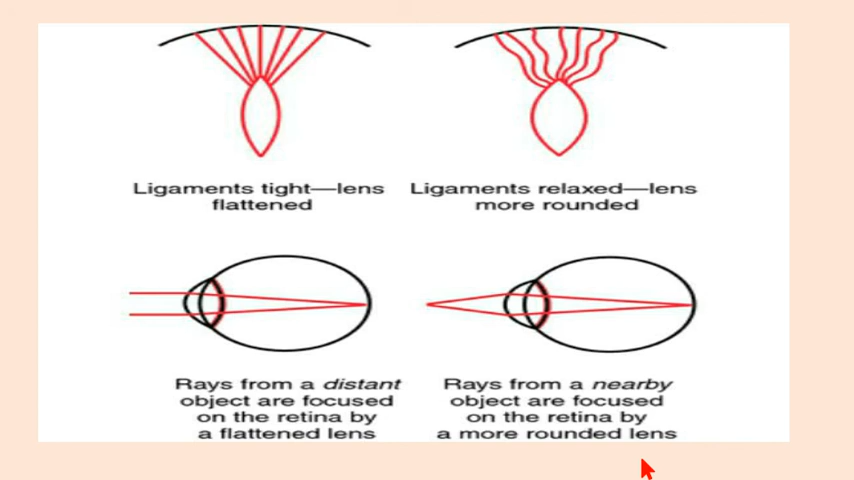 Ligaments tight—lens
flattened
Ligaments relaxed—lens
more rounded
Rays from a distant
object are focused
on the retina by
a flattened lens
Rays from a nearby
object are focused
on the retina by
a more rounded lens